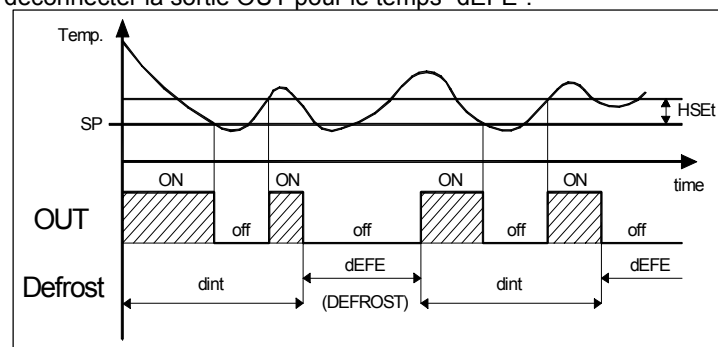 déconnecter la sortie OUT pour le temps "dEFE".
Temp.
HSEt
SP
time
ON ON ON ON
OUT off off off off
dEFE dEFE
Defrost dint (DEFROST) dint